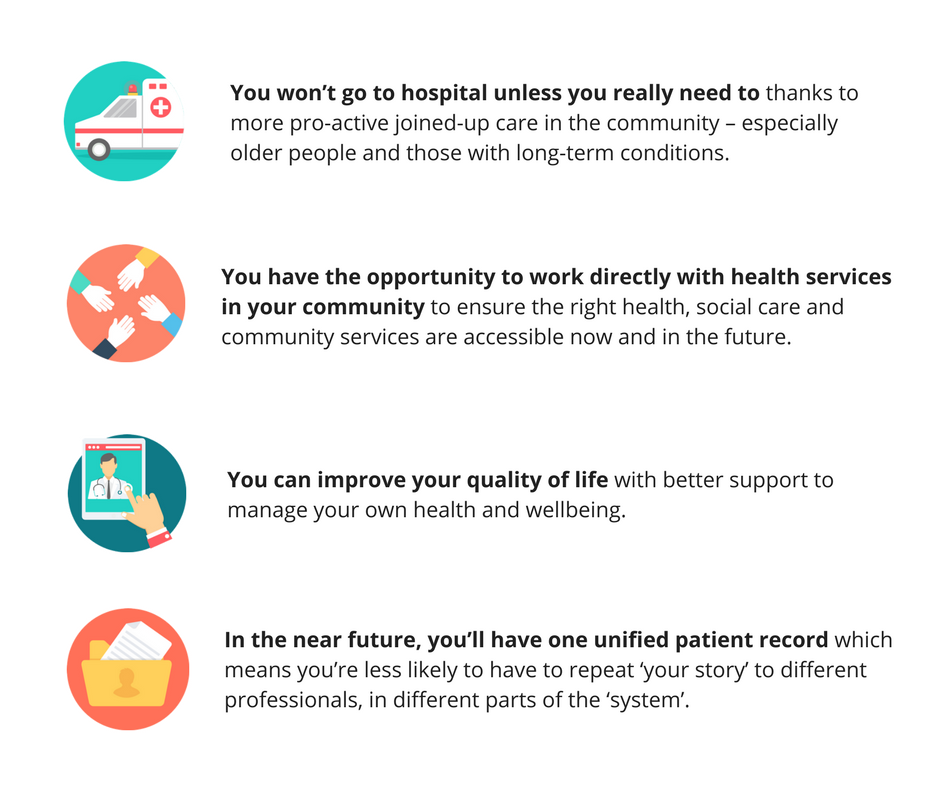 You won’t go to hospital unless you really need to thanks to
more pro-active joined-up care in the community – especially
older people and those with long-term conditions.
You have the opportunity to work directly with health services
in your community to ensure the right health, social care and
community services are accessible now and in the future.
You can improve your quality of life with better support to
manage your own health and wellbeing.
In the near future, you’ll have one unified patient record which
means you’re less likely to have to repeat ‘your story’ to different
professionals, in different parts of the ‘system’.